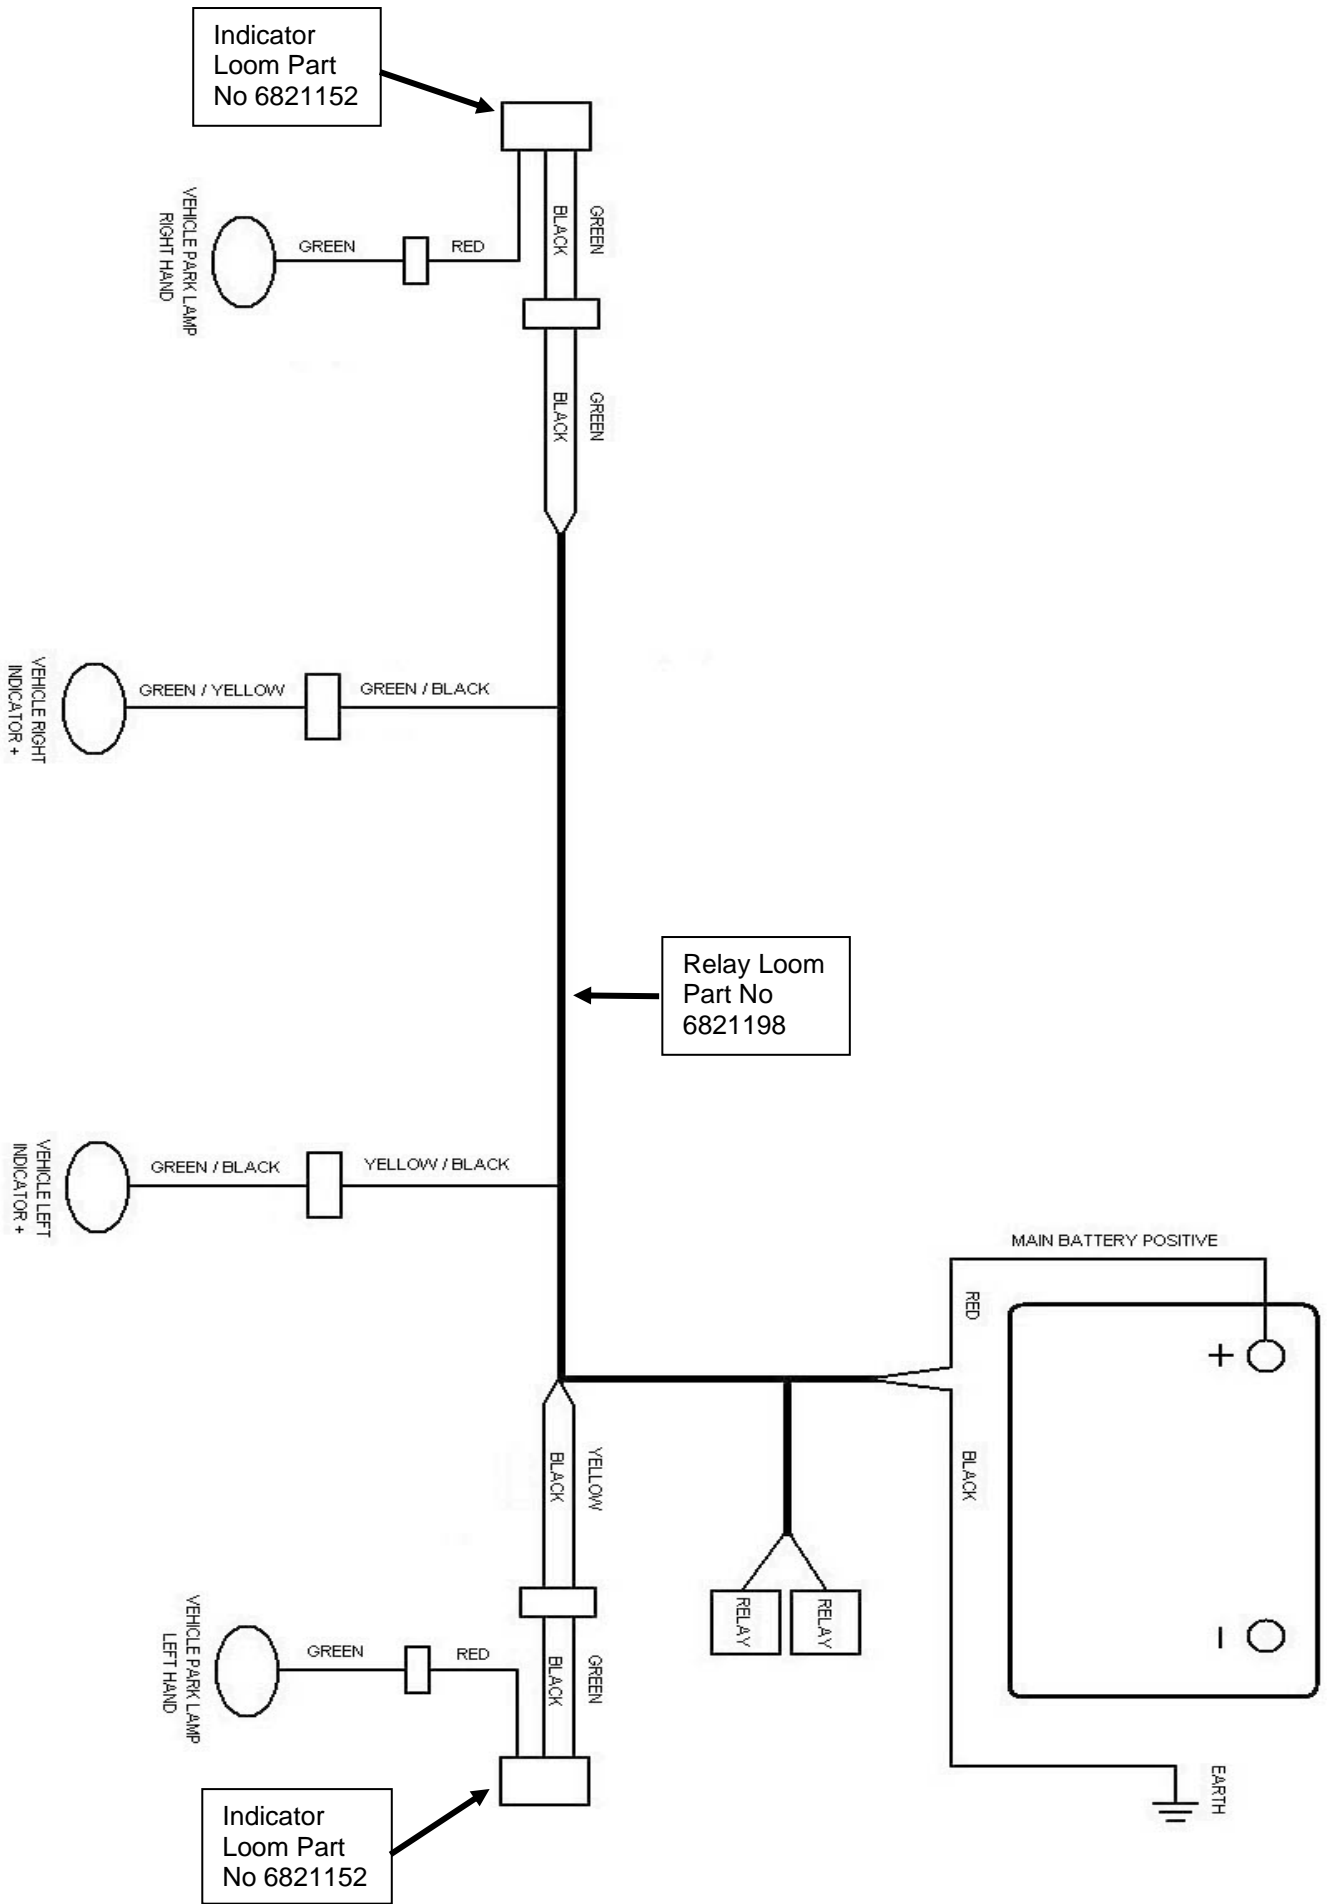 Indicator
Loom Part
No 6821152
VEHICLE PARK LAMP
RIGHT HAND
GREEN
RED
BLACK
GREEN
BLACK
GREEN
VEHICLE RIGHT
INDICATOR +
GREEN / YELLOW
GREEN / BLACK
Relay Loom
Part No
6821198
VEHICLE LEFT
INDICATOR +
GREEN / BLACK
YELLOW / BLACK
MAIN BATTERY POSITIVE
RED
+
BLACK
YELLOW
BLACK
RELAY
RELAY
–
VEHICLE PARK LAMP
LEFT HAND
GREEN
RED
BLACK
GREEN
EARTH
Indicator
Loom Part
No 6821152